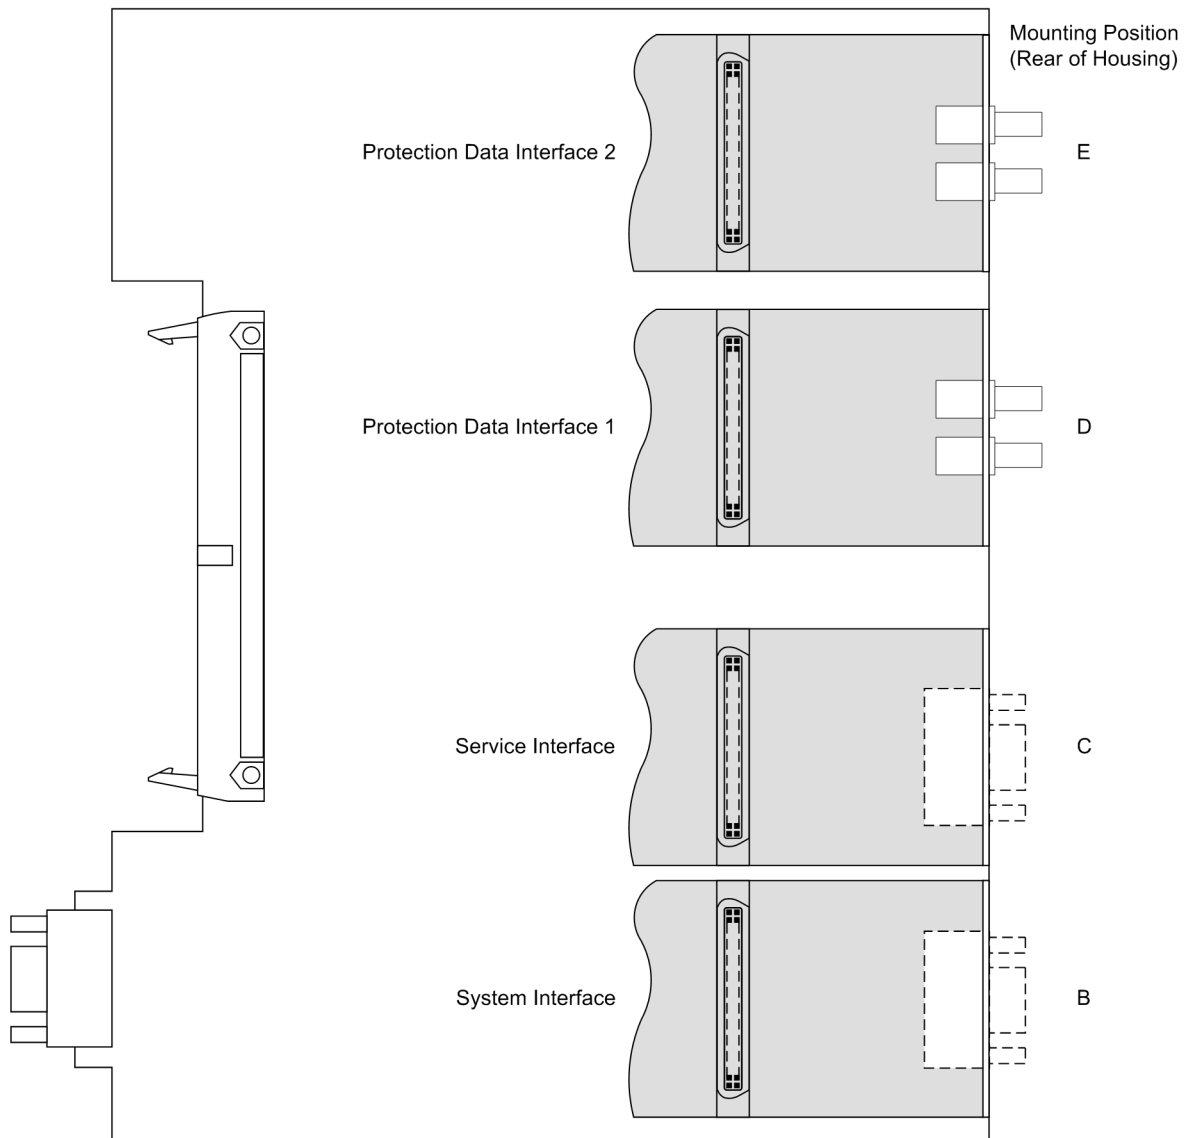 Mounting Position
(Rear of Housing)
Protection Data Interface 2
E
Protection Data Interface 1
D
Service Interface
C
System Interface
B